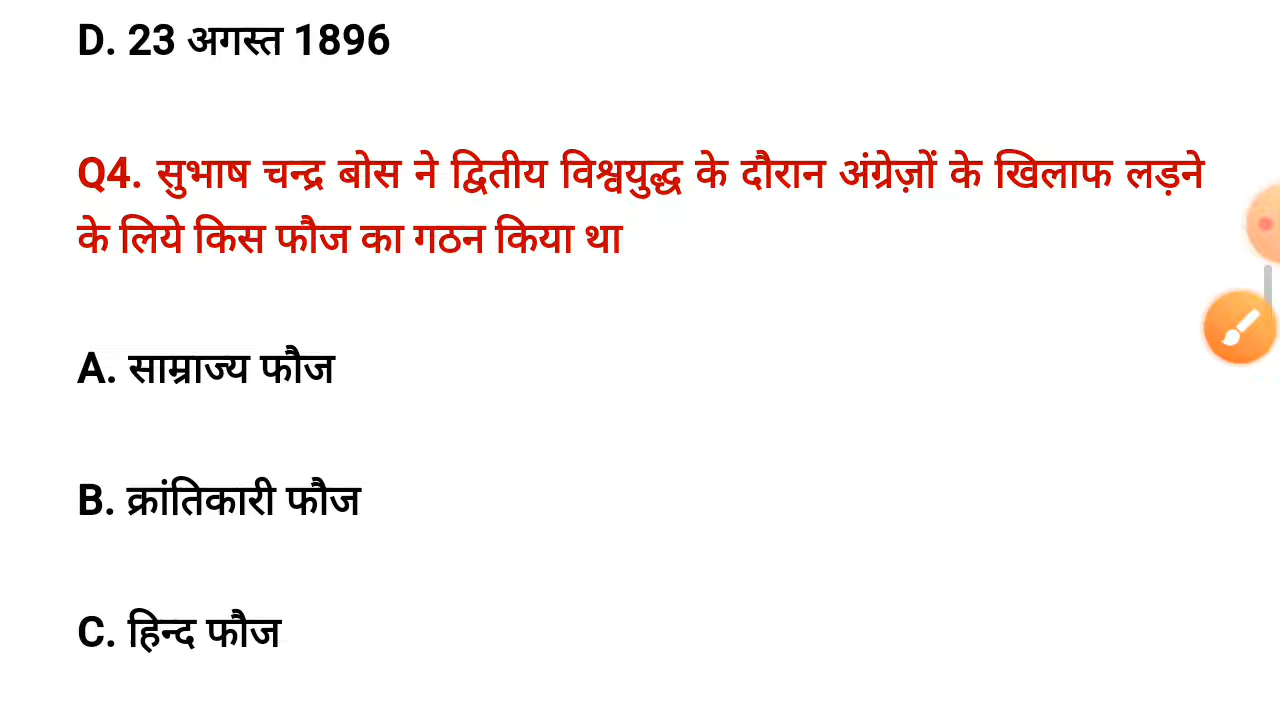 D. 23 अगस्त 1896
Q4. सुभाष चन्द्र बोस ने द्वितीय विश्वयुद्ध के दौरान अंग्रेज़ों के खिलाफ लड़ने
के लिये किस फौज का गठन किया था
A. साम्राज्य फौज
B. क्रांतिकारी फौज
C. हिन्द फौज